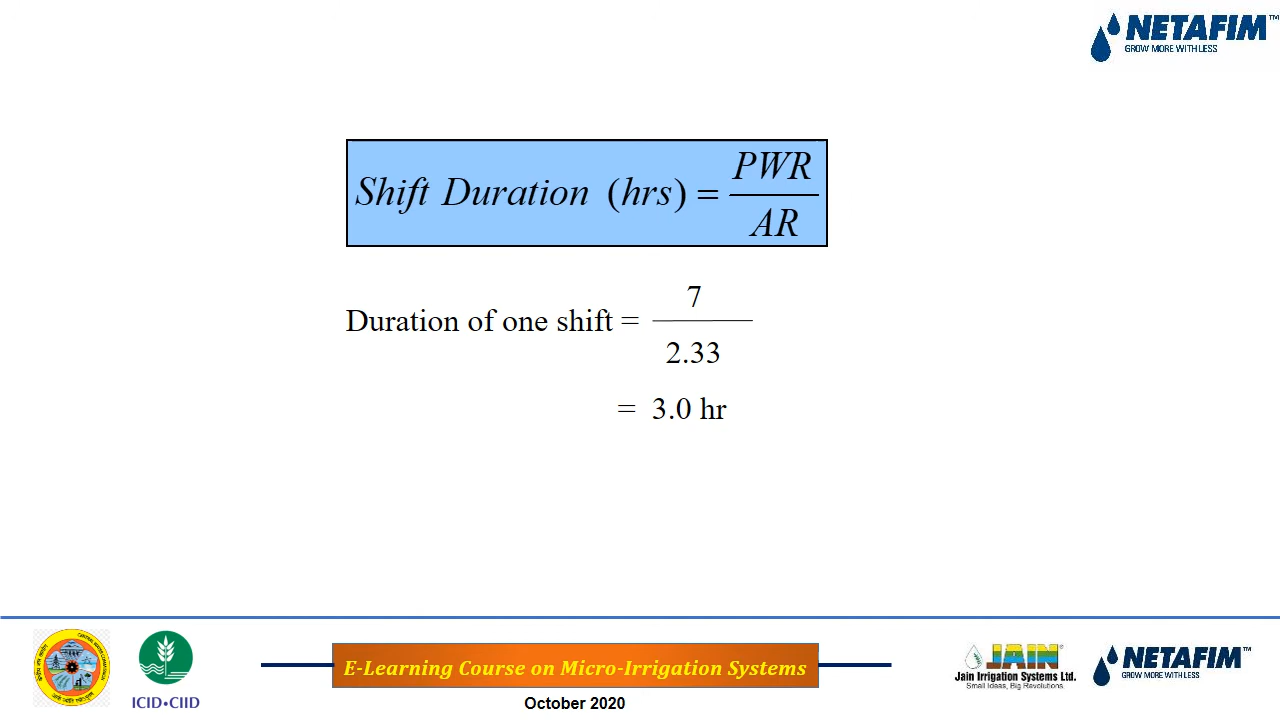 NETAFIM™
GROW MORE WITH LESS
Shift Duration (hrs) = PWR / AR
Duration of one shift = 7 / 2.33
= 3.0 hr
ICID•CIID
E-Learning Course on Micro-Irrigation Systems
October 2020
JAIN®
Jain Irrigation Systems Ltd.
Small Ideas, Big Revolutions.
NETAFIM™
GROW MORE WITH LESS